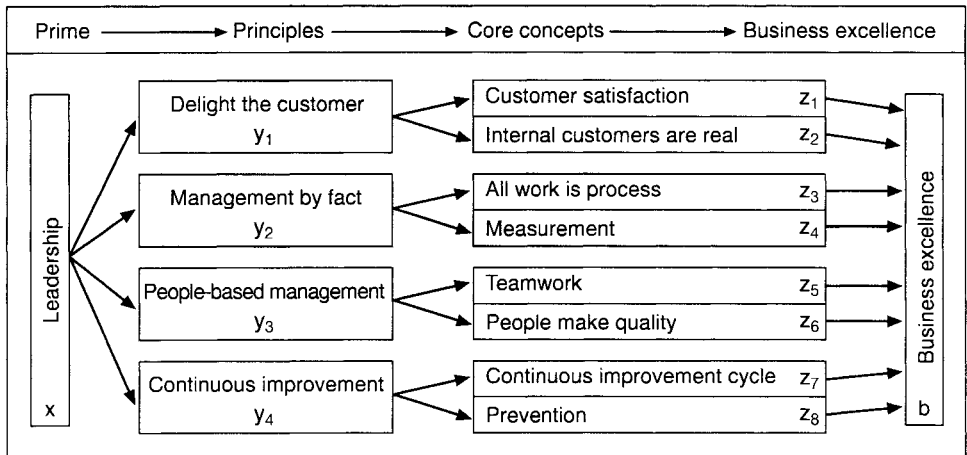 Prime Principles Core concepts Business excellence
Leadership
x
Delight the customer
y1
Management by fact
y2
People-based management
y3
Continuous improvement
y4
Customer satisfaction z1
Internal customers are real z2
All work is process z3
Measurement z4
Teamwork z5
People make quality z6
Continuous improvement cycle z7
Prevention z8
Business excellence
b